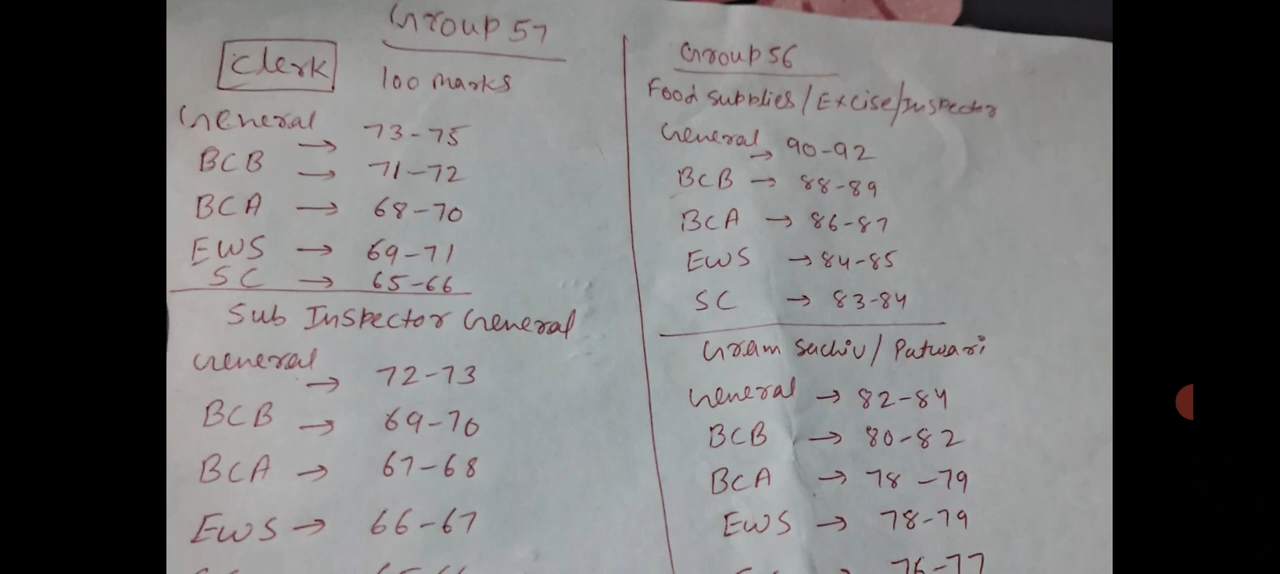 Group 57
Clerk
100 marks
General → 73-75
BCB → 71-72
BCA → 68-70
EWS → 69-71
SC → 65-66
Sub Inspector General
General → 72-73
BCB → 69-70
BCA → 67-68
EWS → 66-67
Group 56
Food Supplies/Excise/Inspector
General → 90-92
BCB → 88-89
BCA → 86-87
EWS → 84-85
SC → 83-84
Gram Sachiv/Patwari
General → 82-84
BCB → 80-82
BCA → 78-79
EWS → 78-79
76-77